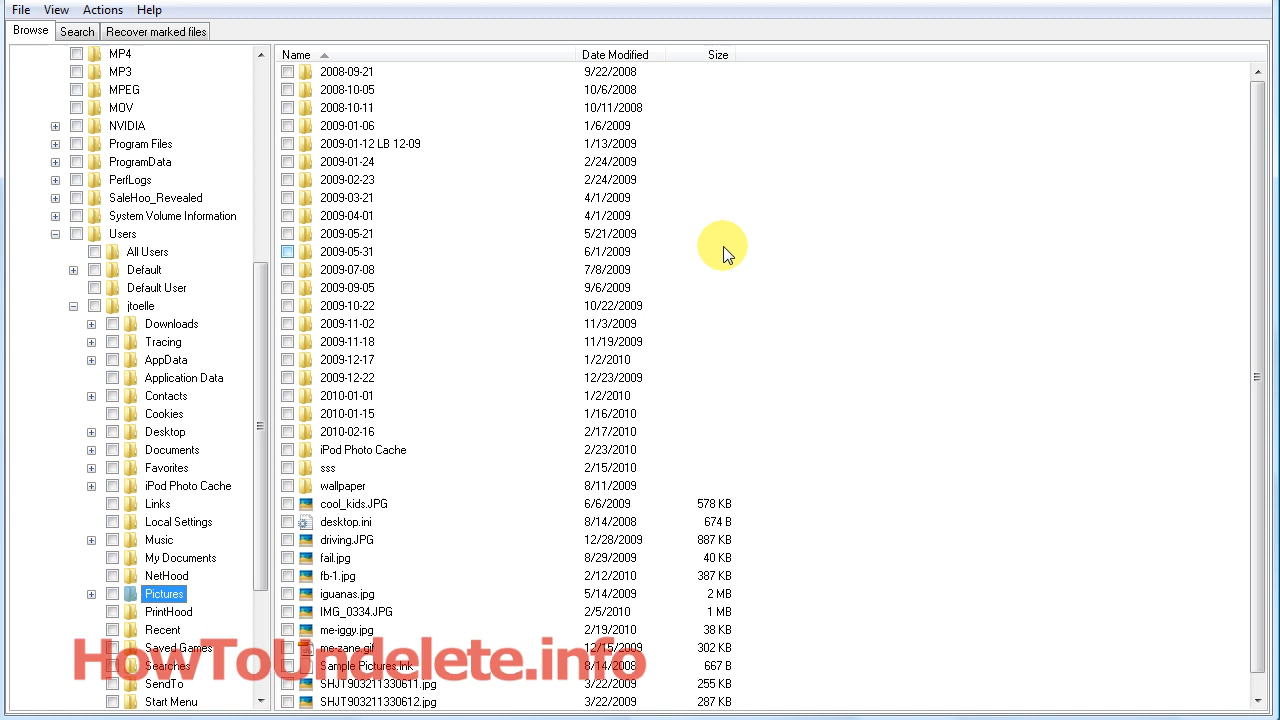 File View Actions Help
Browse Search Recover marked files
MP4
MP3
MPEG
MOV
NVIDIA
Program Files
ProgramData
PerfLogs
SaleHoo_Revealed
System Volume Information
Users
All Users
Default
Default User
jtoelle
Downloads
Tracing
AppData
Application Data
Contacts
Cookies
Desktop
Documents
Favorites
iPod Photo Cache
Links
Local Settings
Music
My Documents
NetHood
Pictures
PrintHood
Recent
Saved Games
Searches
SendTo
Start Menu
Name Date Modified Size
2008-09-21 9/22/2008
2008-10-05 10/6/2008
2008-10-11 10/11/2008
2009-01-06 1/6/2009
2009-01-12 LB 12-09 1/13/2009
2009-01-24 2/24/2009
2009-02-23 2/24/2009
2009-03-21 4/1/2009
2009-04-01 4/1/2009
2009-05-21 5/21/2009
2009-05-31 6/1/2009
2009-07-08 7/8/2009
2009-09-05 9/6/2009
2009-10-22 10/22/2009
2009-11-02 11/3/2009
2009-11-18 11/19/2009
2009-12-17 1/2/2010
2009-12-22 12/23/2009
2010-01-01 1/2/2010
2010-01-15 1/16/2010
2010-02-16 2/17/2010
iPod Photo Cache 2/23/2010
sss 2/15/2010
wallpaper 8/11/2009
cool_kids.JPG 6/6/2009 578 KB
desktop.ini 8/14/2008 674 B
driving.JPG 12/28/2009 887 KB
fail.jpg 8/29/2009 40 KB
fb-1.jpg 2/12/2010 387 KB
iguanas.jpg 5/14/2009 2 MB
IMG_0334.JPG 2/5/2010 1 MB
me-iggy.jpg 2/19/2010 38 KB
me-zane.gif 12/15/2009 302 KB
Sample Pictures.lnk 8/14/2008 667 B
SHJT903211330611.jpg 3/22/2009 255 KB
SHJT903211330612.jpg 3/22/2009 287 KB
HowToUndelete.info